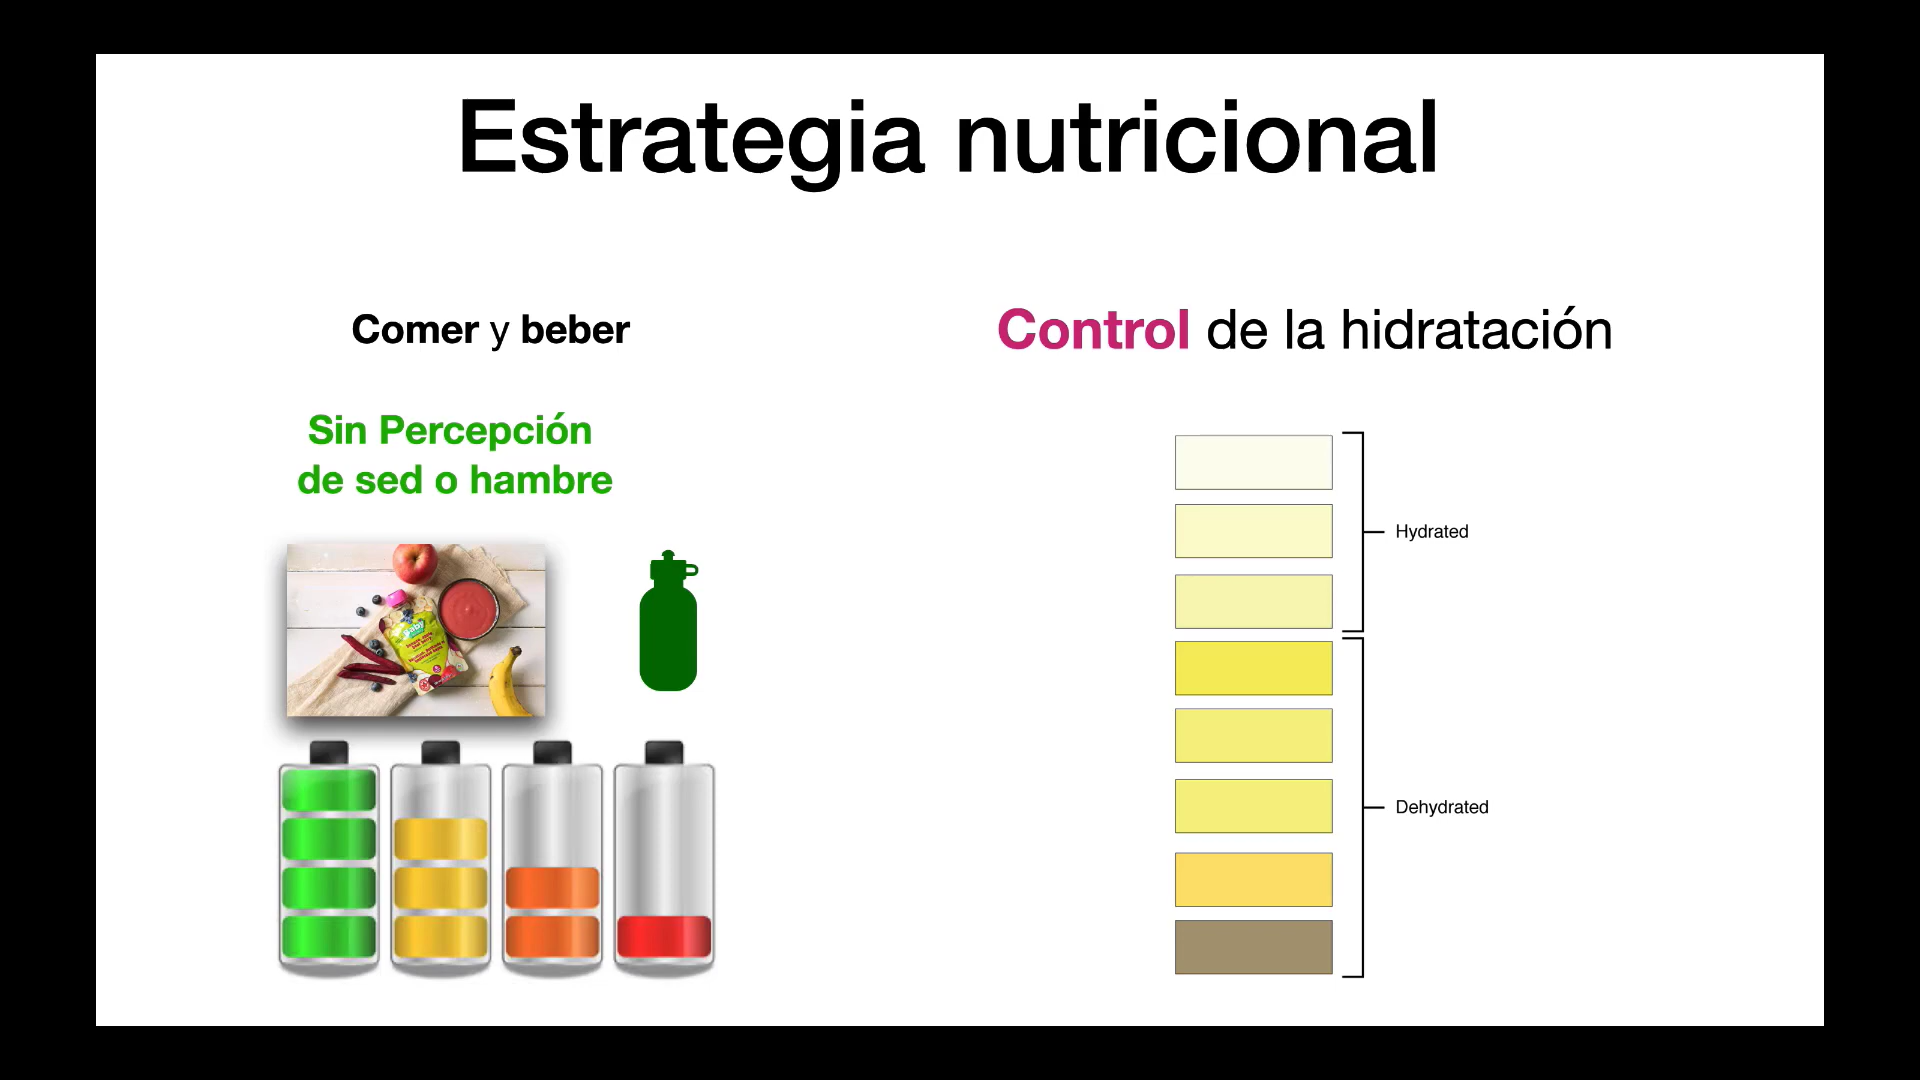 Estrategia nutricional
Comer y beber
Sin Percepción
de sed o hambre
Control de la hidratación
Hydrated
Dehydrated